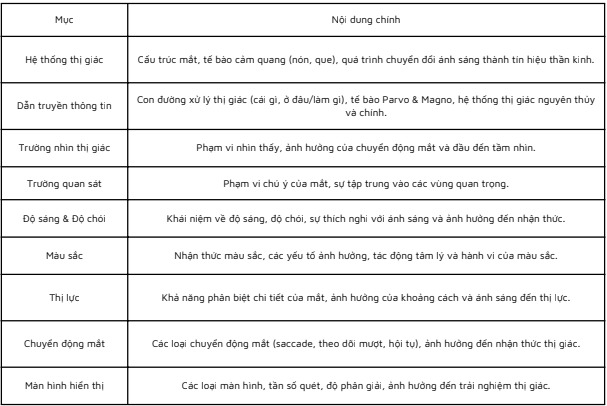 Mục
Nội dung chính
Hệ thống thị giác
Cấu trúc mắt, tế bào cảm quang (nón, que), quá trình chuyển đổi ánh sáng thành tín hiệu thần kinh.
Dẫn truyền thông tin
Con đường xử lý thị giác (cái gì, ở đâu/làm gì), tế bào Parvo & Magno, hệ thống thị giác nguyên thủy
và chính.
Trường nhìn thị giác
Phạm vi nhìn thấy, ảnh hưởng của chuyển động mắt và đầu đến tầm nhìn.
Trường quan sát
Phạm vi chú ý của mắt, sự tập trung vào các vùng quan trọng.
Độ sáng & Độ chói
Khái niệm về độ sáng, độ chói, sự thích nghi với ánh sáng và ảnh hưởng đến nhận thức.
Màu sắc
Nhận thức màu sắc, các yếu tố ảnh hưởng, tác động tâm lý và hành vi của màu sắc.
Thị lực
Khả năng phân biệt chi tiết của mắt, ảnh hưởng của khoảng cách và ánh sáng đến thị lực.
Chuyển động mắt
Các loại chuyển động mắt (saccade, theo dõi mượt, hội tụ), ảnh hưởng đến nhận thức thị giác.
Màn hình hiển thị
Các loại màn hình, tần số quét, độ phân giải, ảnh hưởng đến trải nghiệm thị giác.